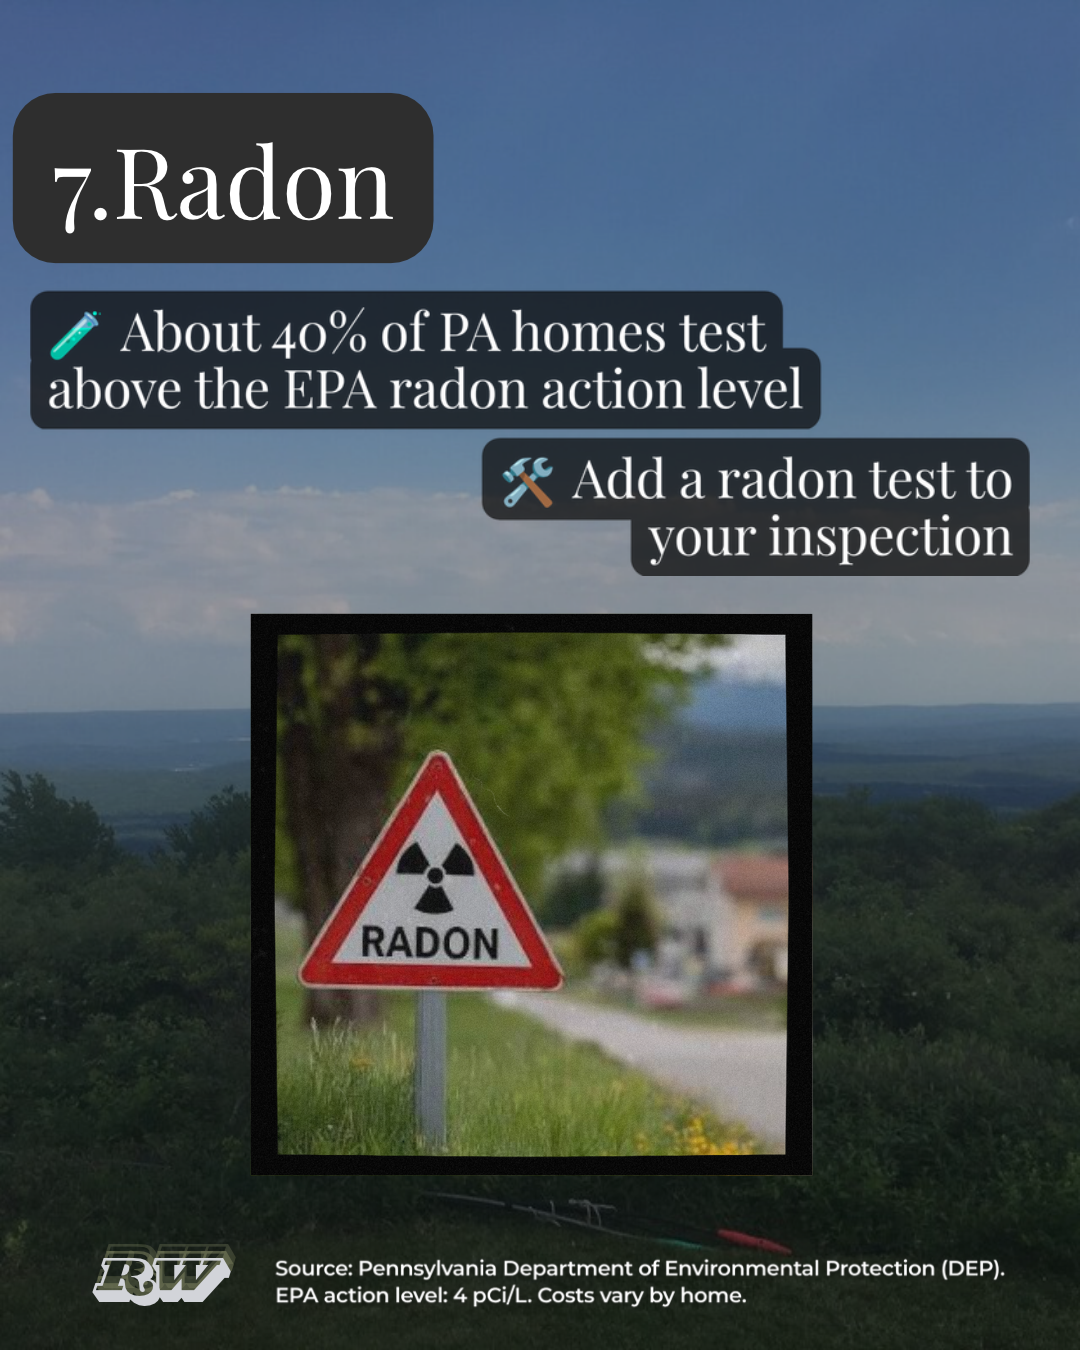 7.Radon
🧪 About 40% of PA homes test
above the EPA radon action level
🛠️ Add a radon test to
your inspection
RADON
RW
Source: Pennsylvania Department of Environmental Protection (DEP).
EPA action level: 4 pCi/L. Costs vary by home.